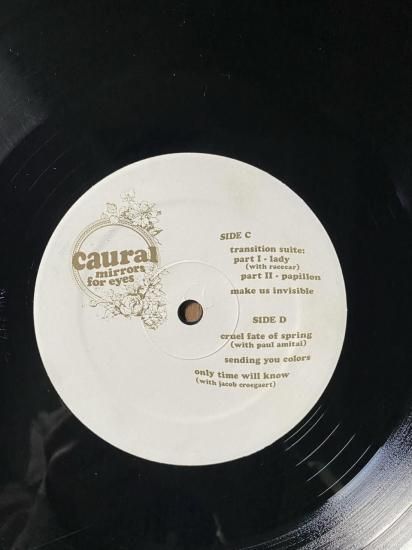 caural
mirrors
for eyes
SIDE C
transition suite:
part I - lady
(with racecar)
part II - papillon
make us invisible
SIDE D
cruel fate of spring
(with paul amitai)
sending you colors
only time will know
(with jacob croegaert)